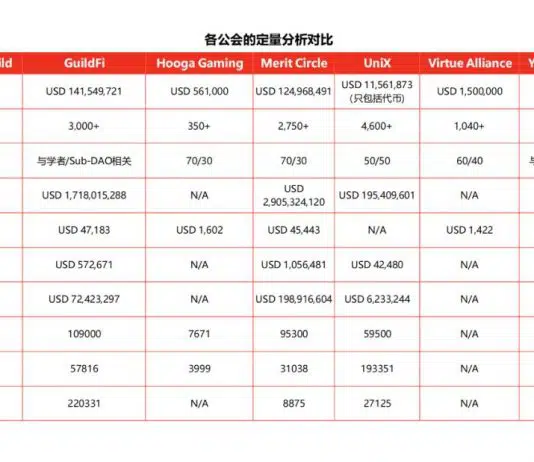 各公会的定量分析对比
ild GuildFi Hooga Gaming Merit Circle UniX Virtue Alliance Y
USD 141,549,721 USD 561,000 USD 124,968,491 USD 11,561,873 USD 1,500,000
(只包括代币)
3,000+ 350+ 2,750+ 4,600+ 1,040+
与学者/Sub-DAO相关 70/30 70/30 50/50 60/40 与
USD 1,718,015,288 N/A USD USD 195,409,601 N/A
2,905,324,120
USD 47,183 USD 1,602 USD 45,443 N/A USD 1,422
USD 572,671 N/A USD 1,056,481 USD 42,480 N/A
USD 72,423,297 N/A USD 198,916,604 USD 6,233,244 N/A
109000 7671 95300 59500 N/A
57816 3999 31038 193351 N/A
220331 N/A 8875 27125 N/A